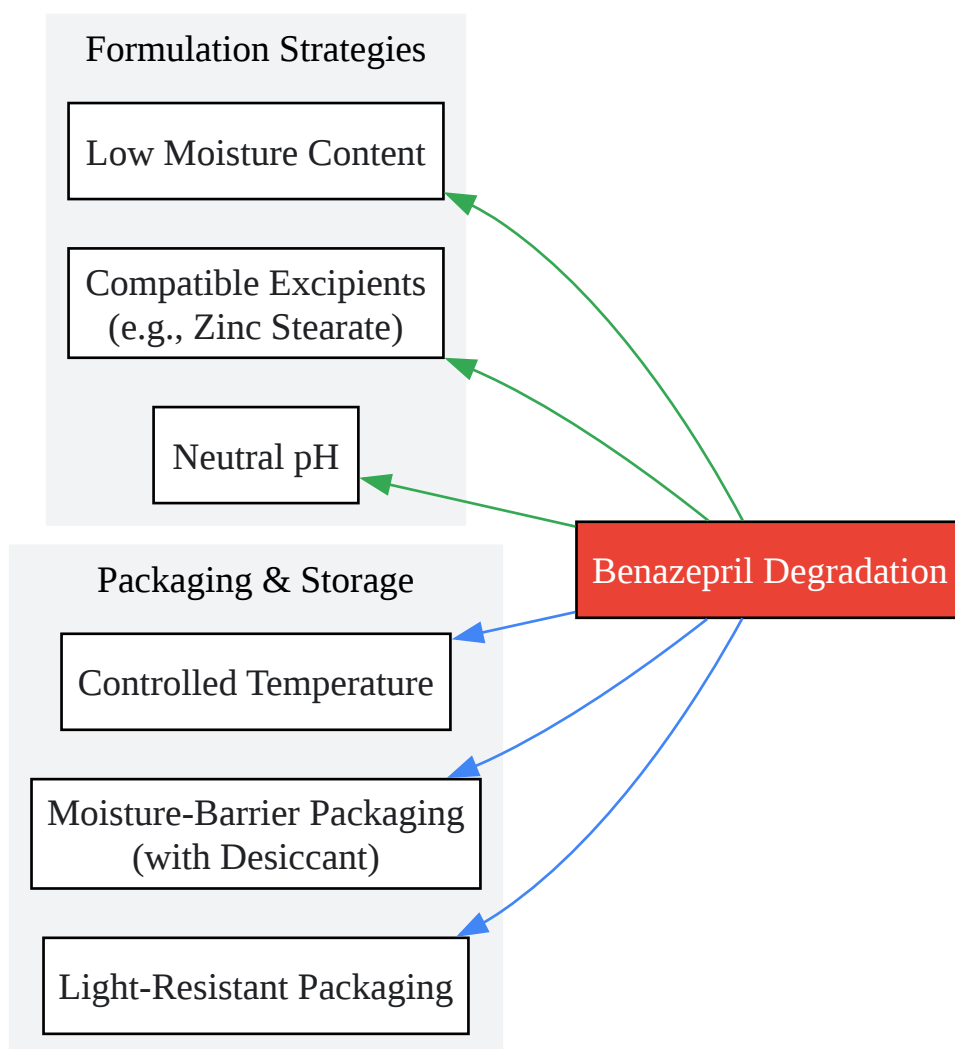 Formulation Strategies
Low Moisture Content
Compatible Excipients
(e.g., Zinc Stearate)
Neutral pH
Benazepril Degradation
Packaging & Storage
Controlled Temperature
Moisture-Barrier Packaging
(with Desiccant)
Light-Resistant Packaging